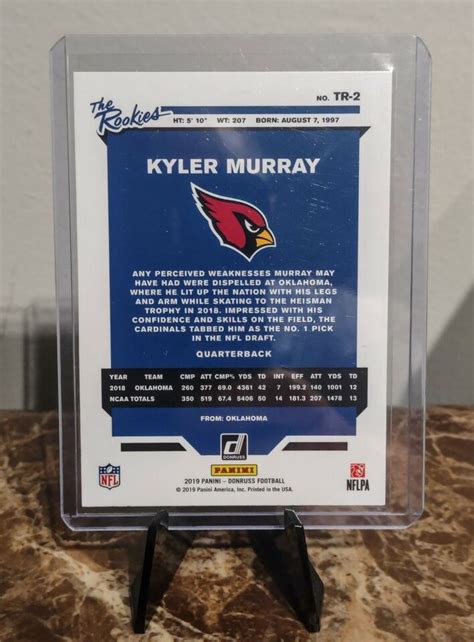 The Rookies
NO. TR-2
HT: 5' 10" WT: 207 BORN: AUGUST 7, 1997
KYLER MURRAY
ANY PERCEIVED WEAKNESSES MURRAY MAY
HAVE HAD WERE DISPELLED AT OKLAHOMA,
WHERE HE LIT UP THE NATION WITH HIS LEGS
AND ARM WHILE SKATING TO THE HEISMAN
TROPHY IN 2018. IMPRESSED WITH HIS
CONFIDENCE AND SKILLS ON THE FIELD, THE
CARDINALS TABBED HIM AS THE NO. 1 PICK
IN THE NFL DRAFT.
QUARTERBACK
YEAR TEAM CMP ATT CMP% YDS TD INT EFF ATT YDS TD
2018 OKLAHOMA 260 377 69.0 4361 42 7 199.2 140 1001 12
NCAA TOTALS 350 519 67.4 5406 50 14 181.3 207 1478 13
FROM: OKLAHOMA
DONRUSS
PANINI
NFL
NFLPA
2019 PANINI – DONRUSS FOOTBALL
© 2019 Panini America, Inc. Printed in the USA.